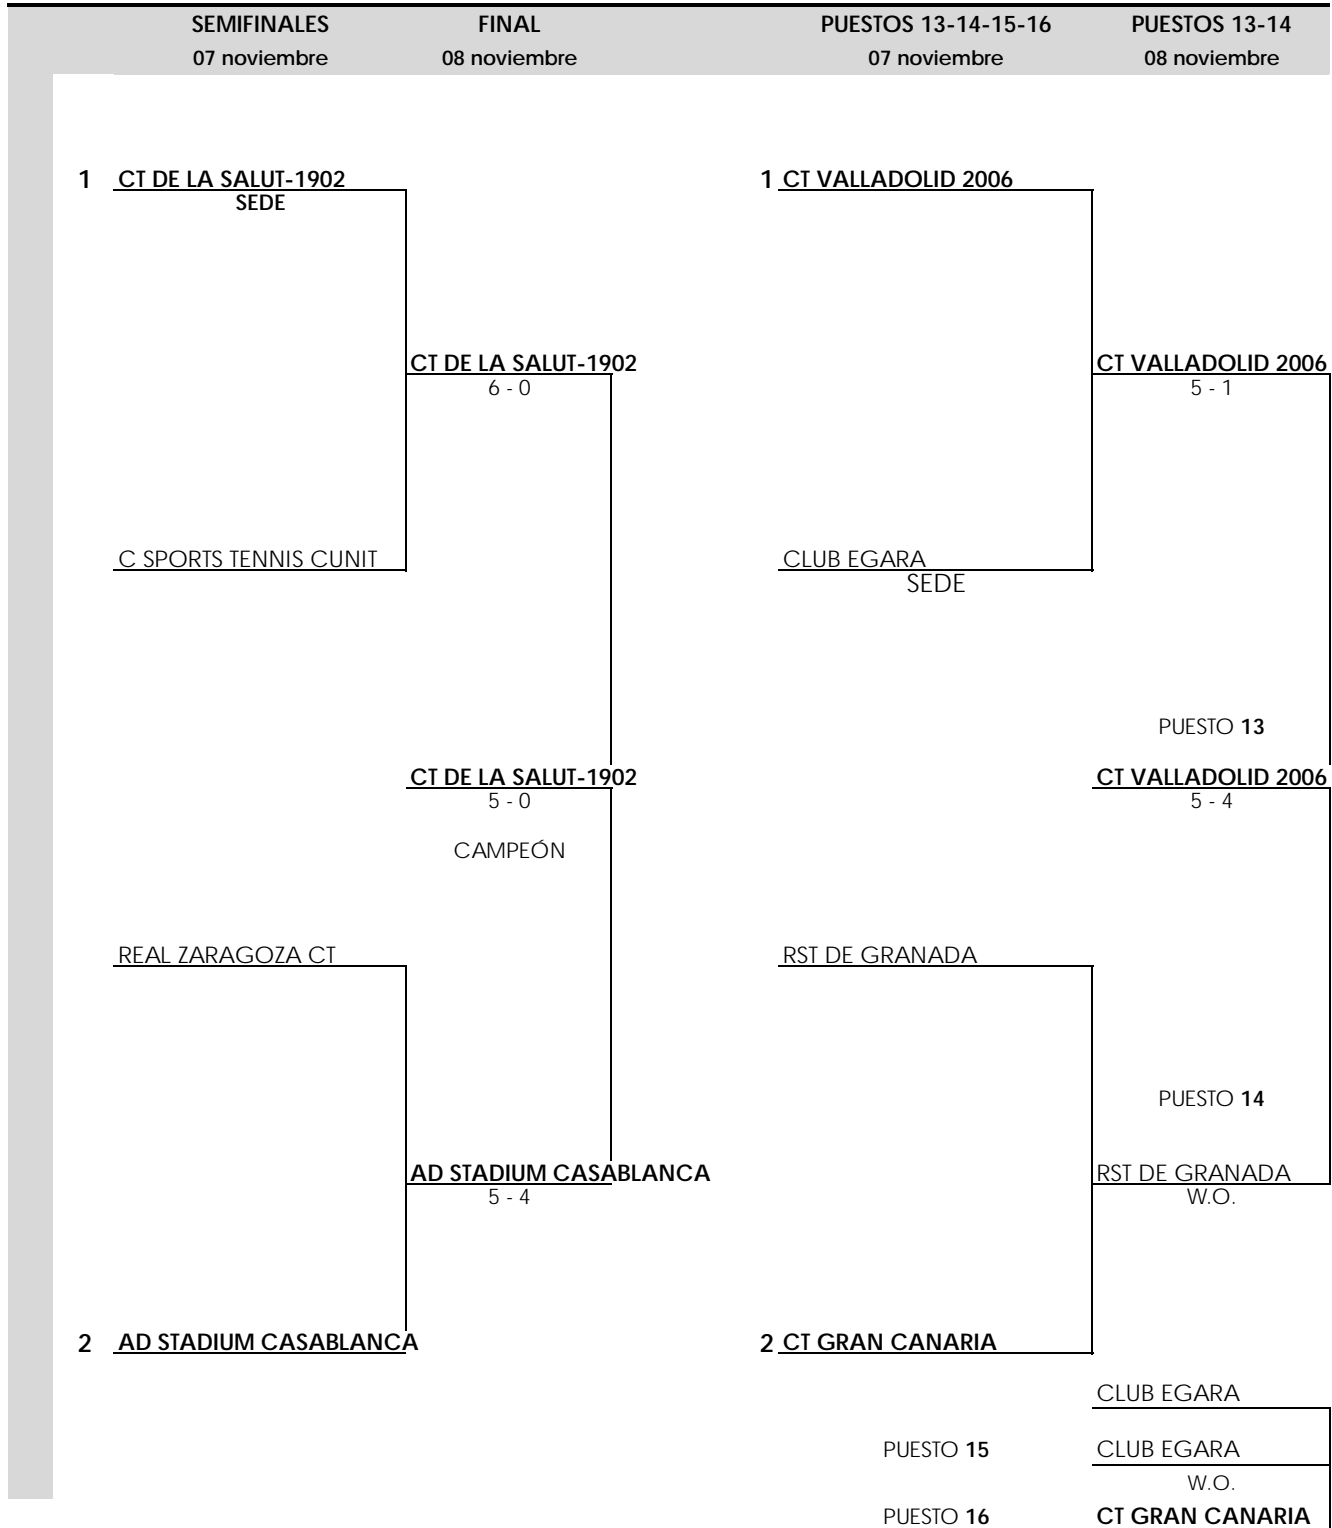 SEMIFINALES FINAL PUESTOS 13-14-15-16 PUESTOS 13-14
07 noviembre 08 noviembre 07 noviembre 08 noviembre
1 CT DE LA SALUT-1902 1 CT VALLADOLID 2006
SEDE
CT DE LA SALUT-1902 CT VALLADOLID 2006
6 - 0 5 - 1
C SPORTS TENNIS CUNIT CLUB EGARA
SEDE
PUESTO 13
CT DE LA SALUT-1902 CT VALLADOLID 2006
5 - 0 5 - 4
CAMPEÓN
REAL ZARAGOZA CT RST DE GRANADA
PUESTO 14
AD STADIUM CASABLANCA RST DE GRANADA
5 - 4 W.O.
2 AD STADIUM CASABLANCA 2 CT GRAN CANARIA
CLUB EGARA
PUESTO 15 CLUB EGARA
W.O.
PUESTO 16 CT GRAN CANARIA